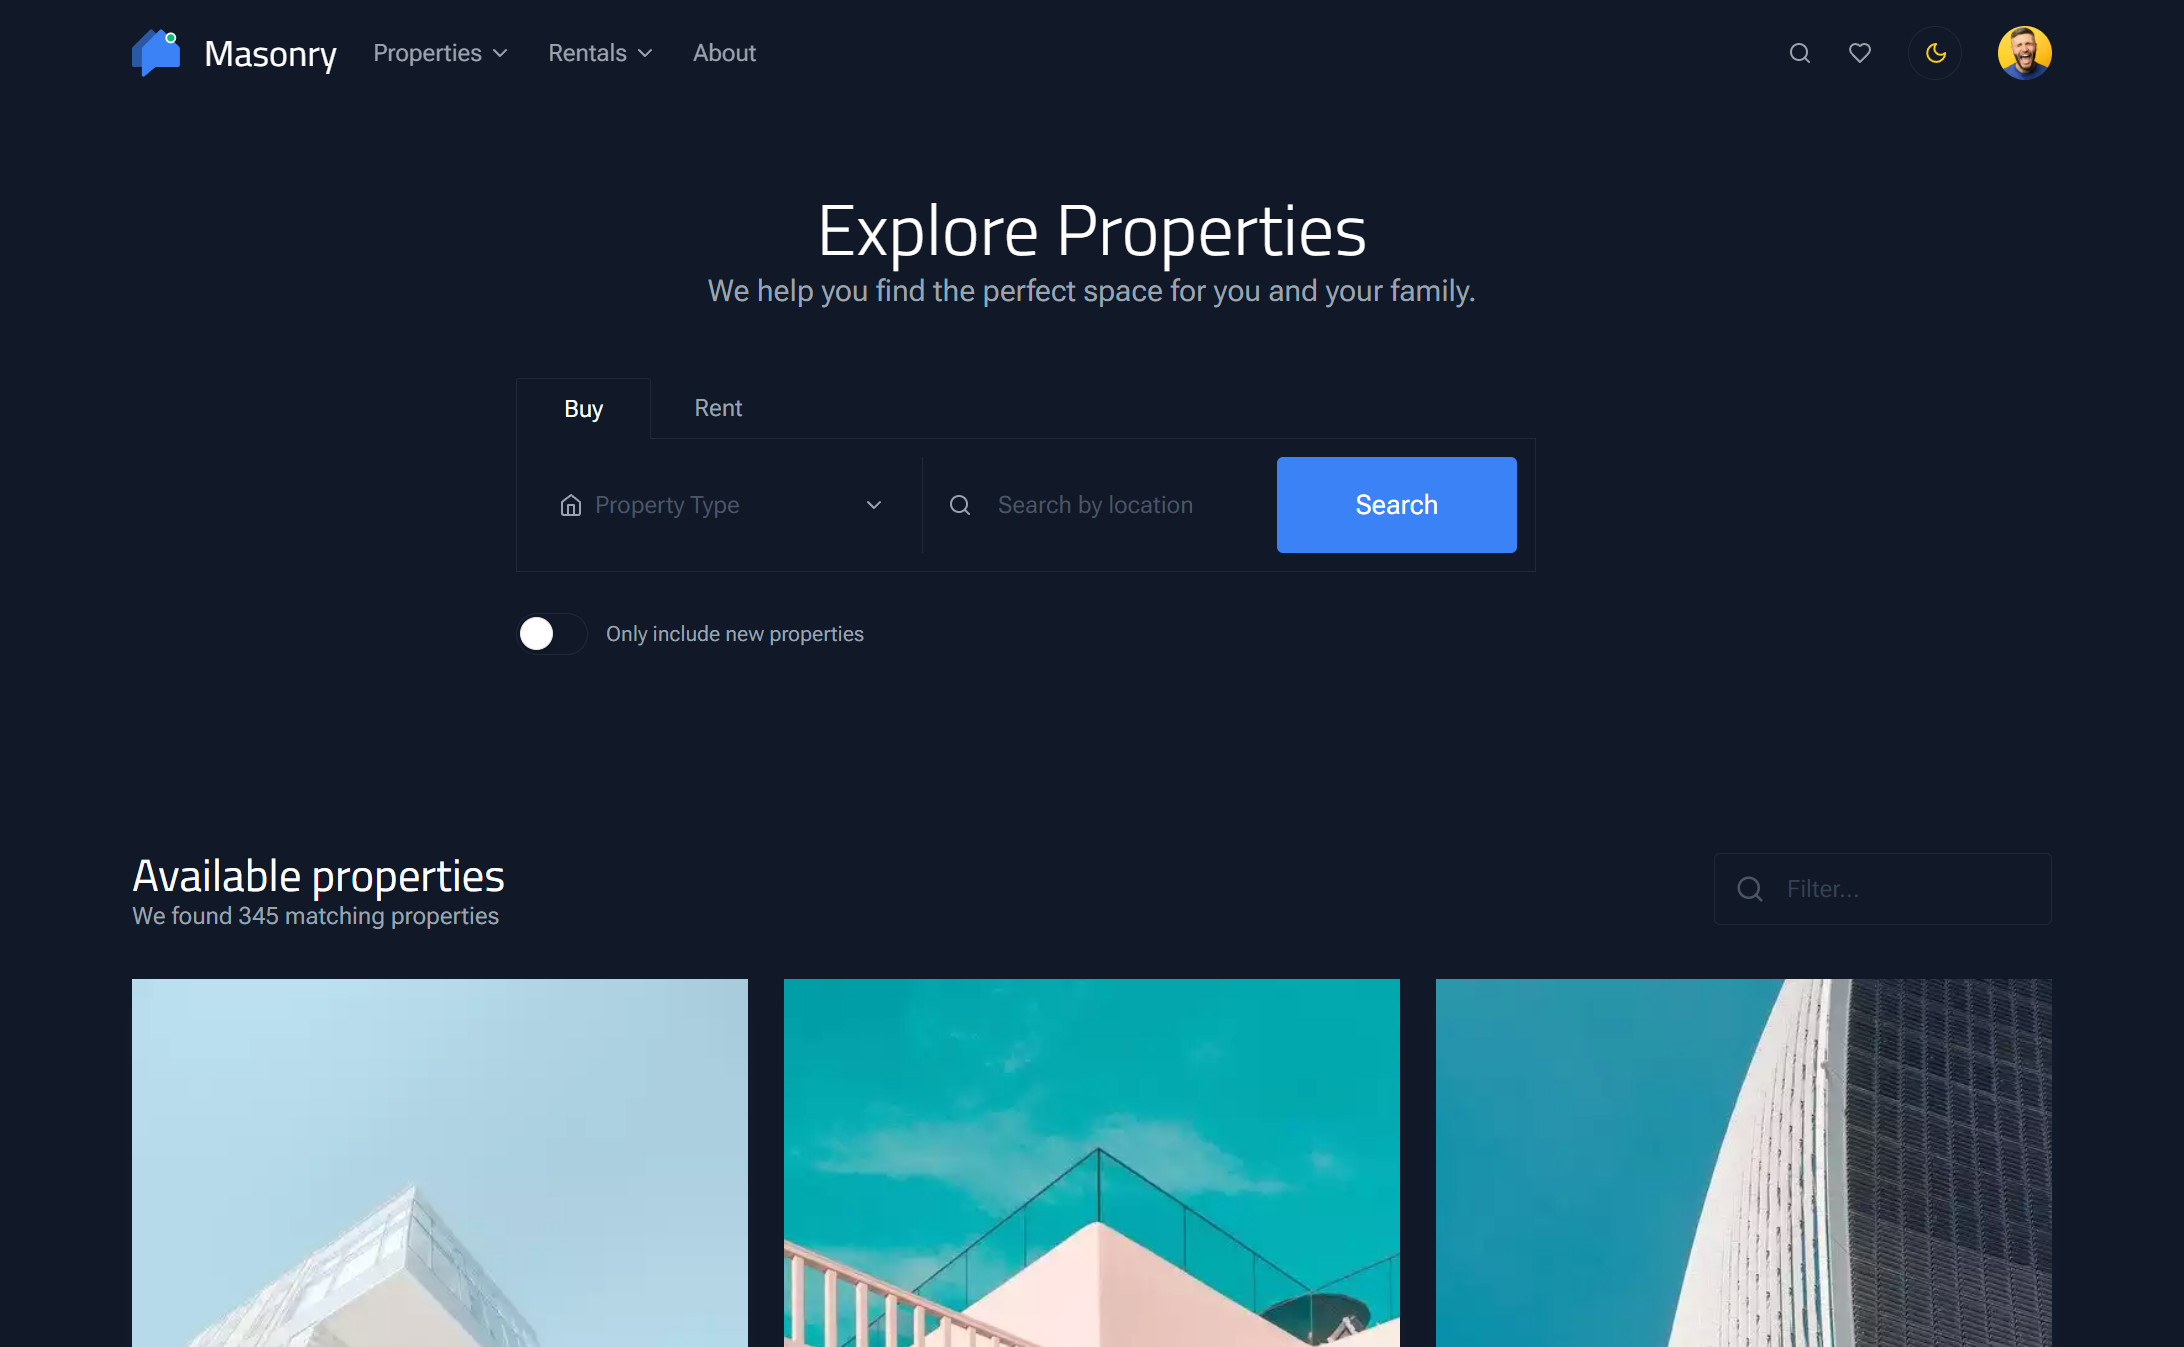 Masonry Properties Rentals About
Explore Properties
We help you find the perfect space for you and your family.
Buy Rent
Property Type Search by location Search
Only include new properties
Available properties
We found 345 matching properties
Filter...